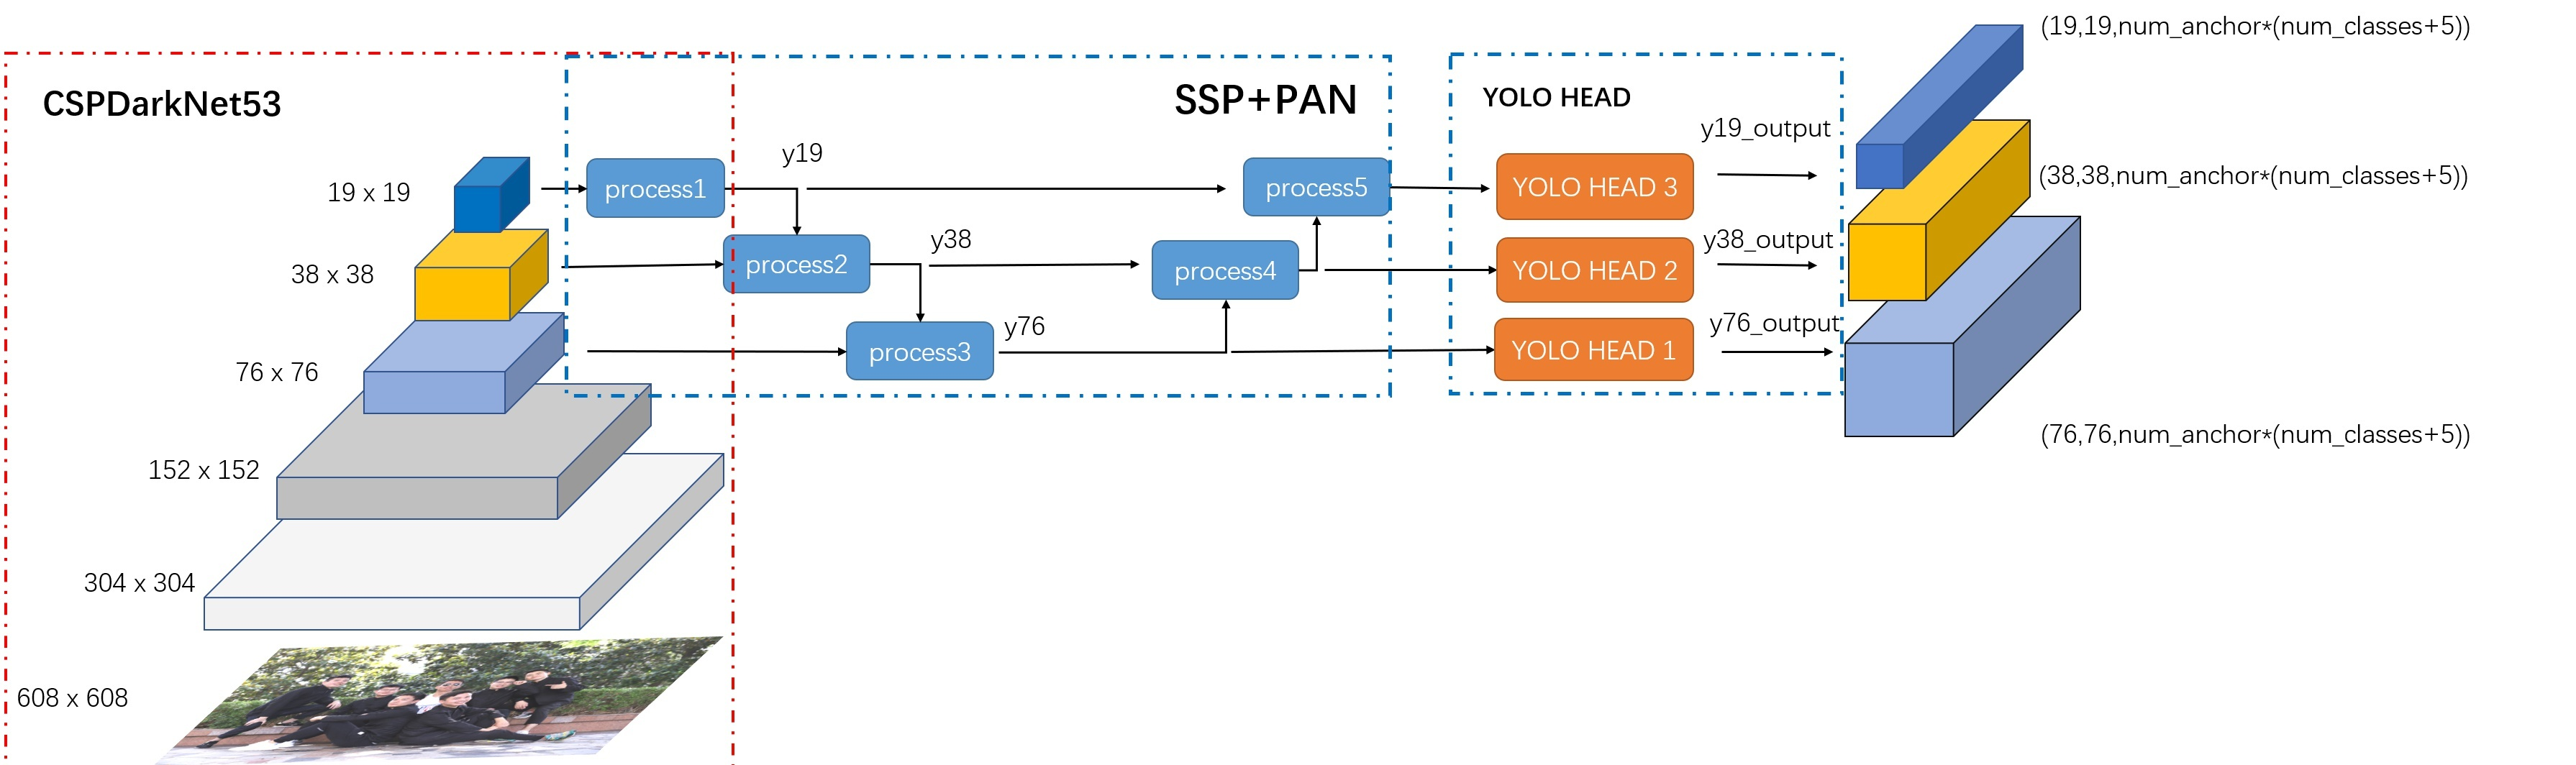 CSPDarkNet53
19 x 19
38 x 38
76 x 76
152 x 152
304 x 304
608 x 608
SSP+PAN
process1
y19
process5
process2
y38
process4
process3
y76
YOLO HEAD
YOLO HEAD 3
y19_output
YOLO HEAD 2
y38_output
YOLO HEAD 1
y76_output
(19,19,num_anchor*(num_classes+5))
(38,38,num_anchor*(num_classes+5))
(76,76,num_anchor*(num_classes+5))